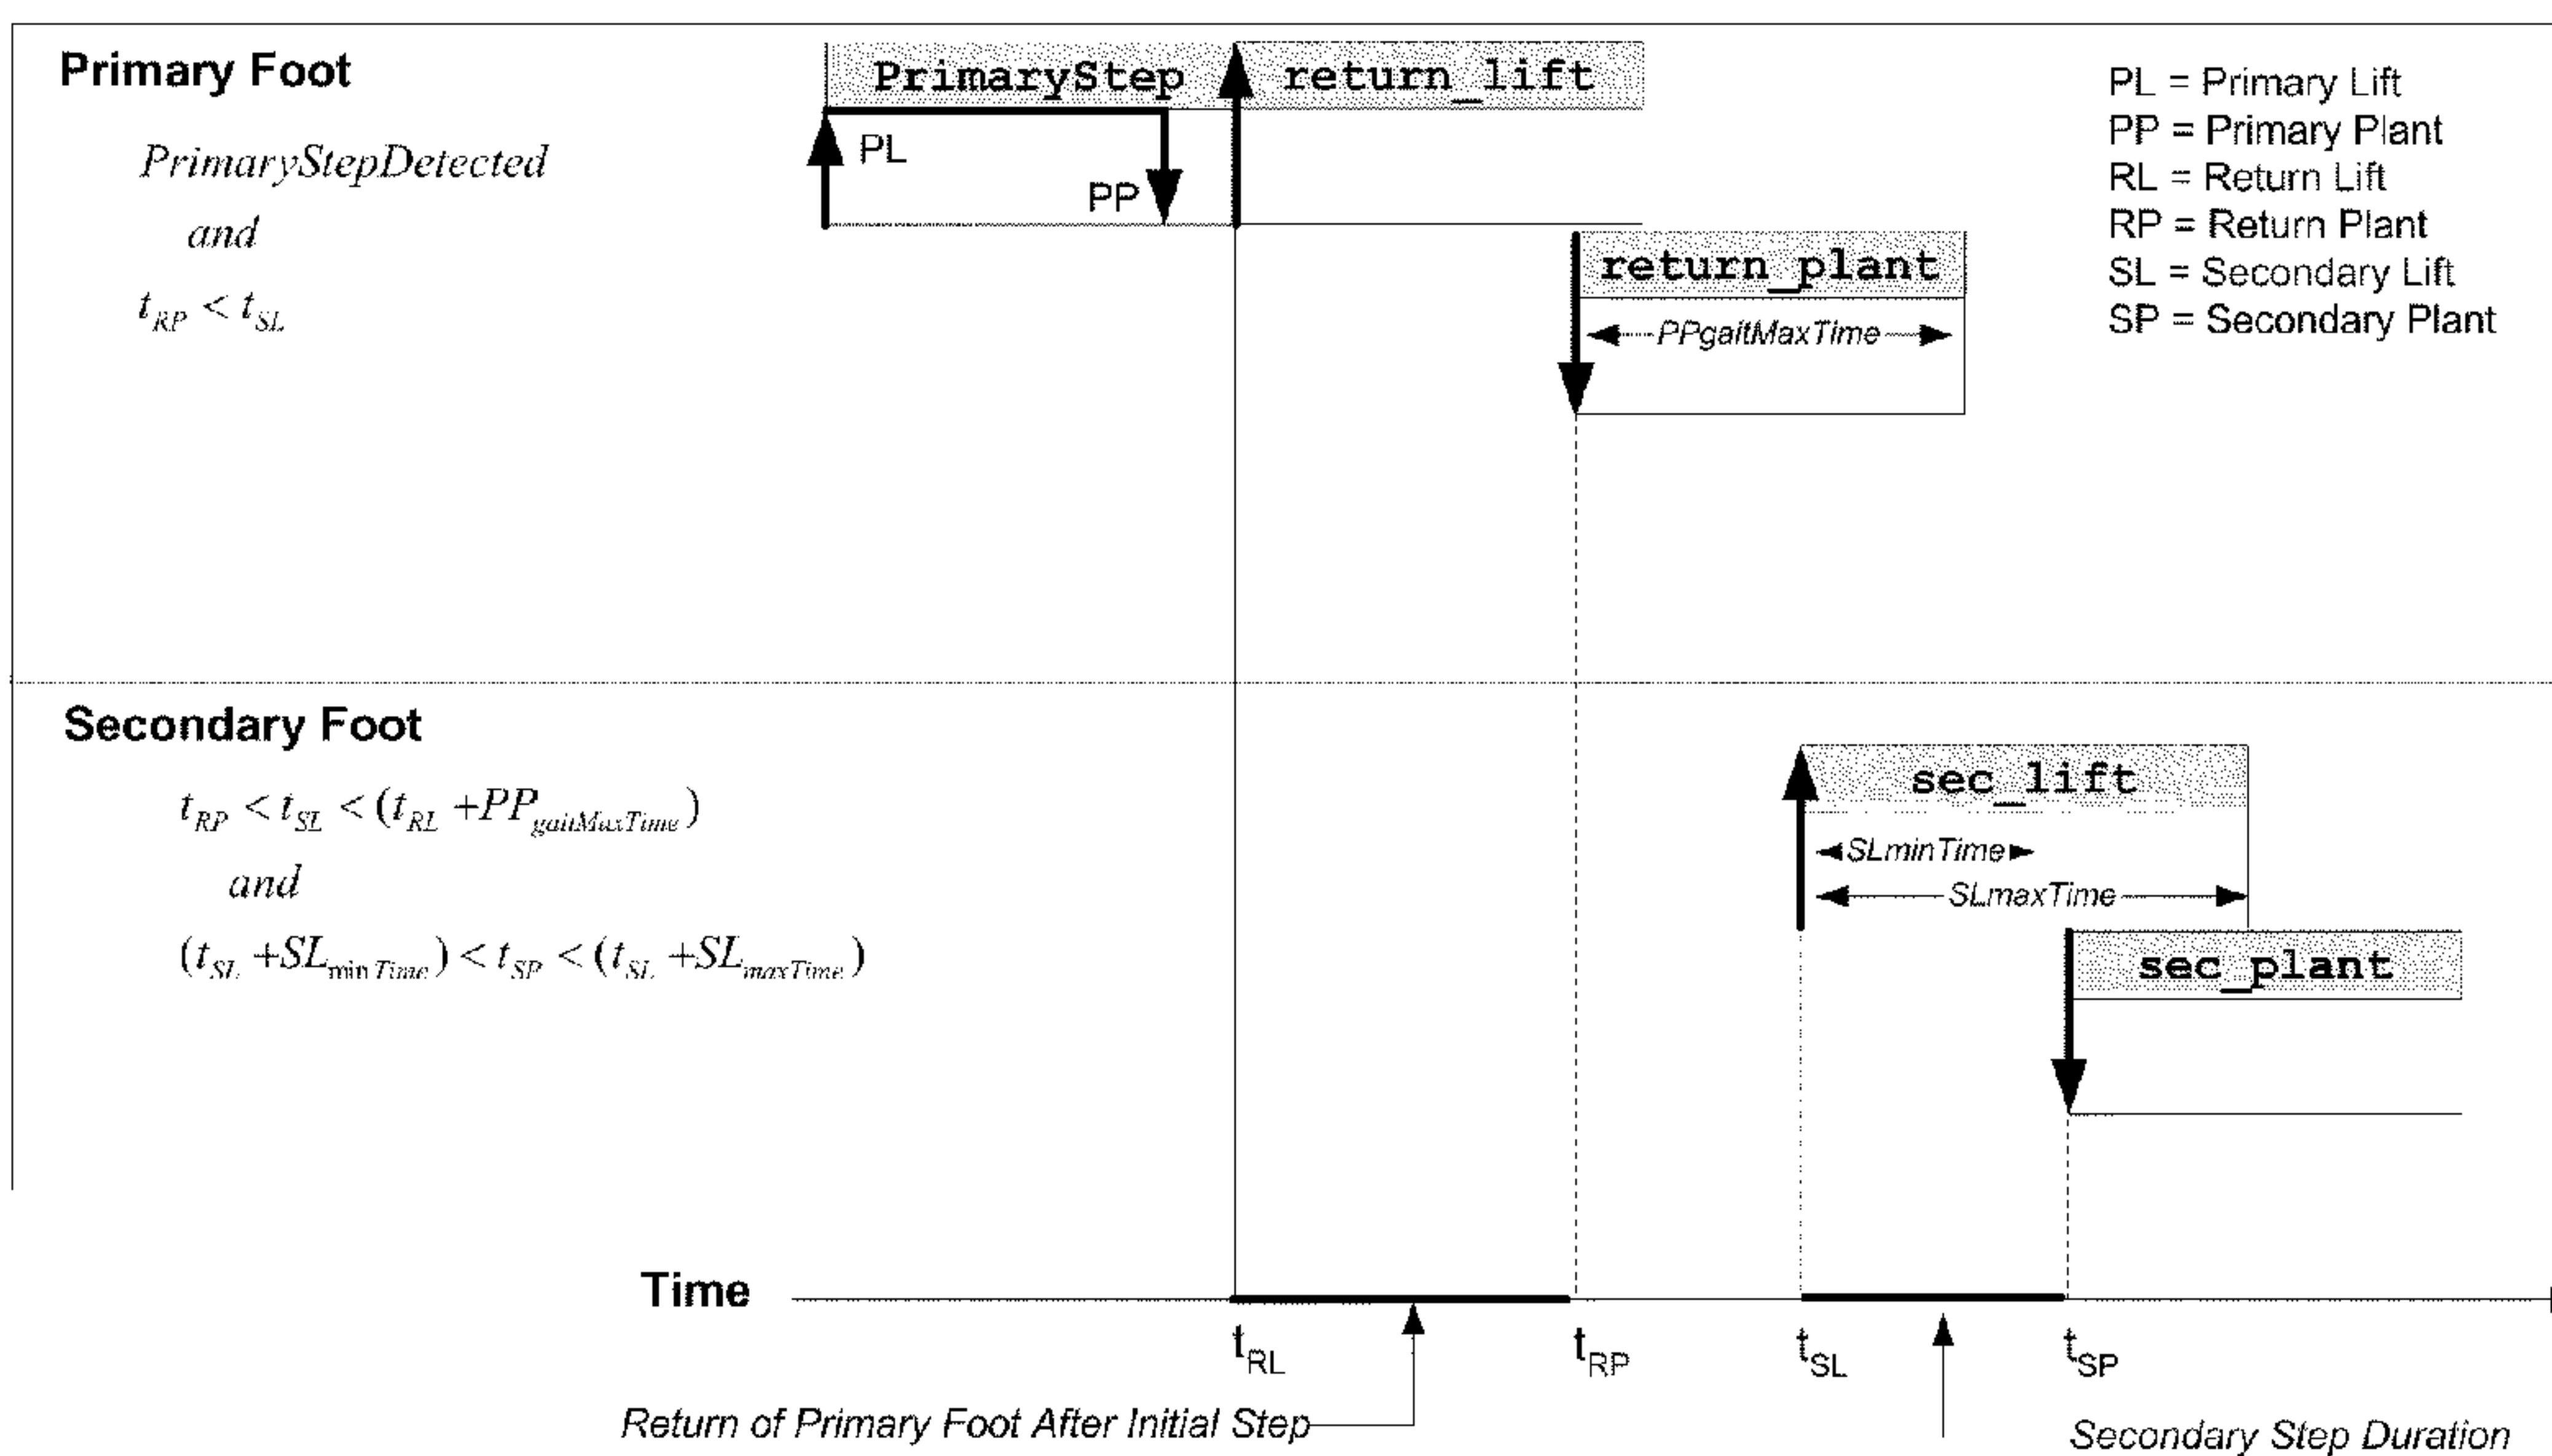 Primary Foot
PrimaryStepDetected
and
t_RP < t_SL
PrimaryStep
return_lift
PL
PP
return_plant
PPgaitMaxTime
PL = Primary Lift
PP = Primary Plant
RL = Return Lift
RP = Return Plant
SL = Secondary Lift
SP = Secondary Plant
Secondary Foot
t_RP < t_SL < (t_RL +PP_gaitMaxTime)
and
(t_SL +SL_min Time) < t_SP < (t_SL +SL_maxTime)
sec_lift
SLminTime
SLmaxTime
sec_plant
Time
t_RL
t_RP
t_SL
t_SP
Return of Primary Foot After Initial Step
Secondary Step Duration